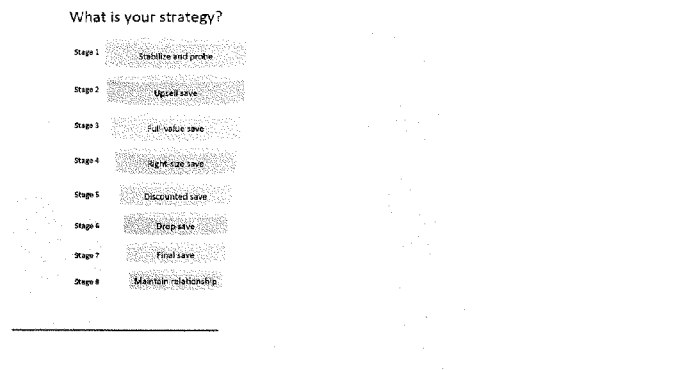 What is your strategy?
Stage 1 Stabilize and probe
Stage 2 Upsell save
Stage 3 Full-value save
Stage 4 Right-size save
Stage 5 Discounted save
Stage 6 Drop save
Stage 7 Final save
Stage 8 Maintain relationship